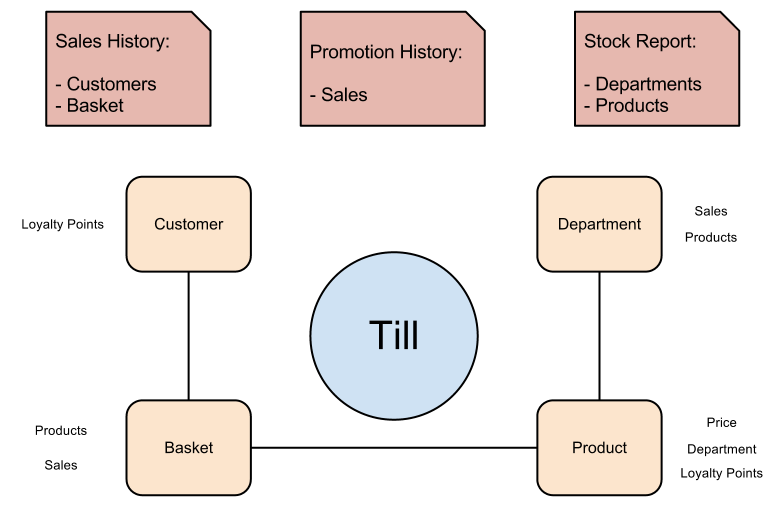 Sales History:
- Customers
- Basket
Promotion History:
- Sales
Stock Report:
- Departments
- Products
Loyalty Points
Customer
Department
Sales
Products
Till
Products
Sales
Basket
Product
Price
Department
Loyalty Points